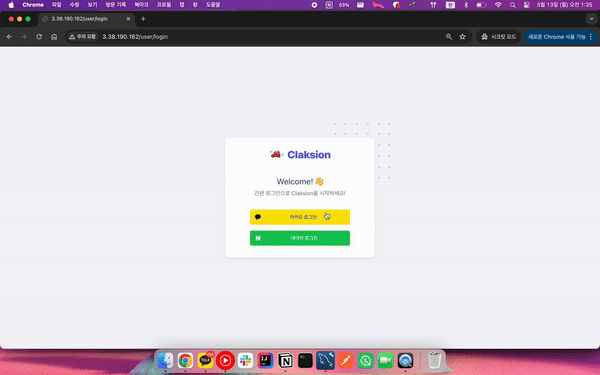 Chrome 파일 수정 보기 방문 기록 북마크 프로필 탭 창 도움말 53% 5월 13일 (월) 오전 1:35
3.38.190.162/user/login
주의 요함 3.38.190.162/user/login 시크릿 모드 새로운 Chrome 사용 가능
Claksion
Welcome! 👋
간편 로그인으로 Claksion을 시작하세요!
카카오 로그인
N 네이버 로그인